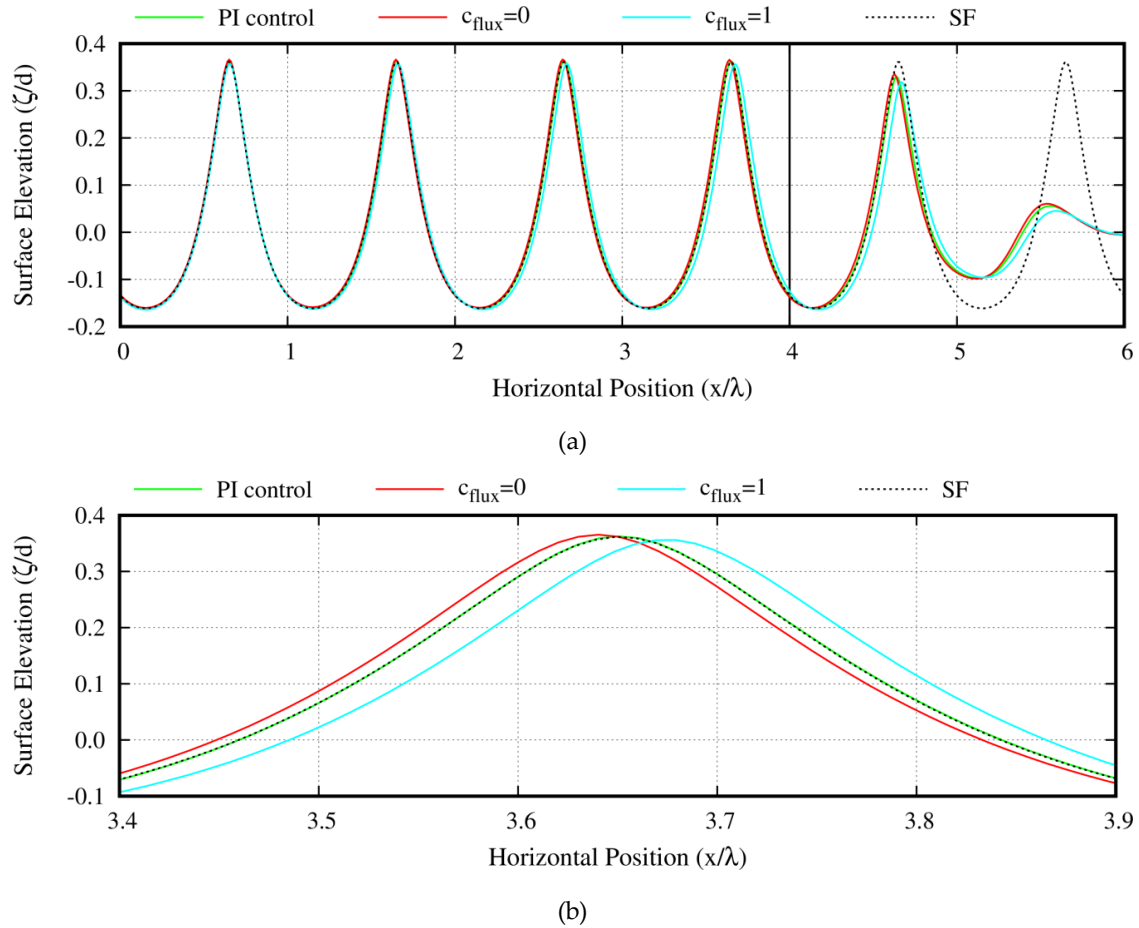 PI control c_flux=0 c_flux=1 SF
0.4
0.3
0.2
0.1
0.0
-0.1
-0.2
Surface Elevation (ζ/d)
0 1 2 3 4 5 6
Horizontal Position (x/λ)
(a)
PI control c_flux=0 c_flux=1 SF
0.4
0.3
0.2
0.1
0.0
-0.1
Surface Elevation (ζ/d)
3.4 3.5 3.6 3.7 3.8 3.9
Horizontal Position (x/λ)
(b)